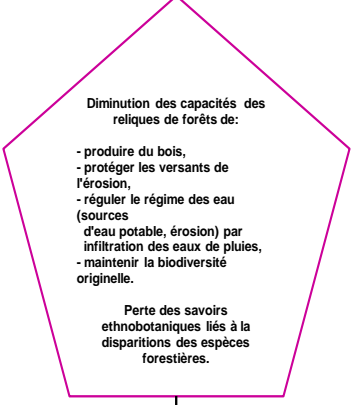 Diminution des capacités des
reliques de forêts de:
- produire du bois,
- protéger les versants de
l'érosion,
- réguler le régime des eau
(sources
d'eau potable, érosion) par
infiltration des eaux de pluies,
- maintenir la biodiversité
originelle.
Perte des savoirs
ethnobotaniques liés à la
disparitions des espèces
forestières.